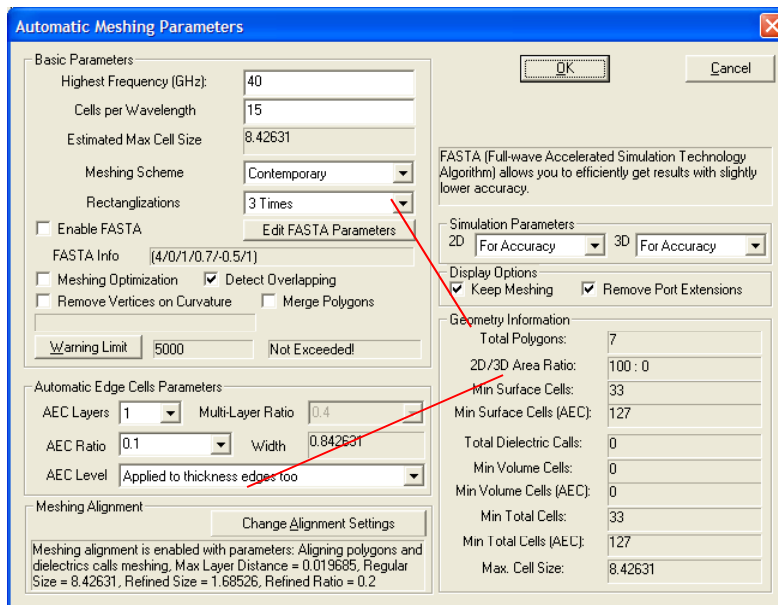 Automatic Meshing Parameters
Basic Parameters
Highest Frequency (GHz): 40
Cells per Wavelength 15
Estimated Max Cell Size 8.42631
Meshing Scheme Contemporary
Rectanglizations 3 Times
Enable FASTA Edit FASTA Parameters
FASTA Info (4/0/1/0.7/-0.5/1)
Meshing Optimization Detect Overlapping
Remove Vertices on Curvature Merge Polygons
Warning Limit 5000 Not Exceeded!
Automatic Edge Cells Parameters
AEC Layers 1 Multi-Layer Ratio 0.4
AEC Ratio 0.1 Width 0.842631
AEC Level Applied to thickness edges too
Meshing Alignment
Change Alignment Settings
Meshing alignment is enabled with parameters: Aligning polygons and
dielectrics calls meshing, Max Layer Distance = 0.019685, Regular
Size = 8.42631, Refined Size = 1.68526, Refined Ratio = 0.2
OK Cancel
FASTA (Full-wave Accelerated Simulation Technology
Algorithm) allows you to efficiently get results with slightly
lower accuracy.
Simulation Parameters
2D For Accuracy 3D For Accuracy
Display Options
Keep Meshing Remove Port Extensions
Geometry Information
Total Polygons: 7
2D/3D Area Ratio: 100 : 0
Min Surface Cells: 33
Min Surface Cells (AEC): 127
Total Dielectric Calls: 0
Min Volume Cells: 0
Min Volume Cells (AEC): 0
Min Total Cells: 33
Min Total Cells (AEC): 127
Max. Cell Size: 8.42631